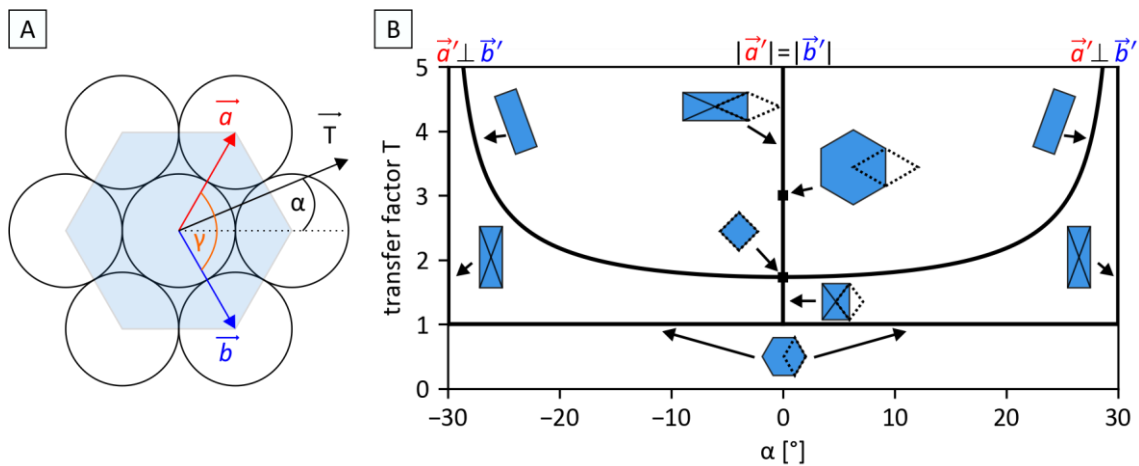 A
a
T
α
γ
b
B
a′ ⊥ b′
|a′| = |b′|
a′ ⊥ b′
transfer factor T
5
4
3
2
1
0
−30
−20
−10
0
10
20
30
α [°]